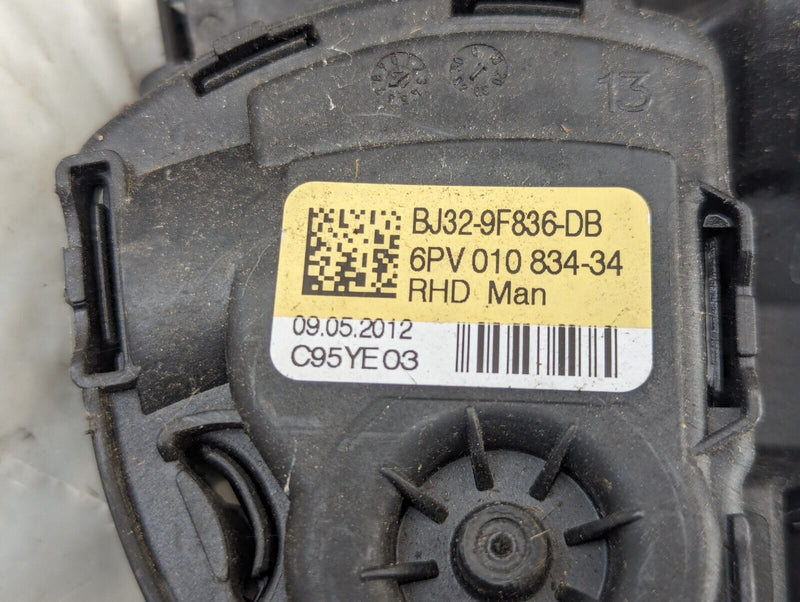 13
BJ32-9F836-DB
6PV 010 834-34
RHD Man
09.05.2012
C95YE03